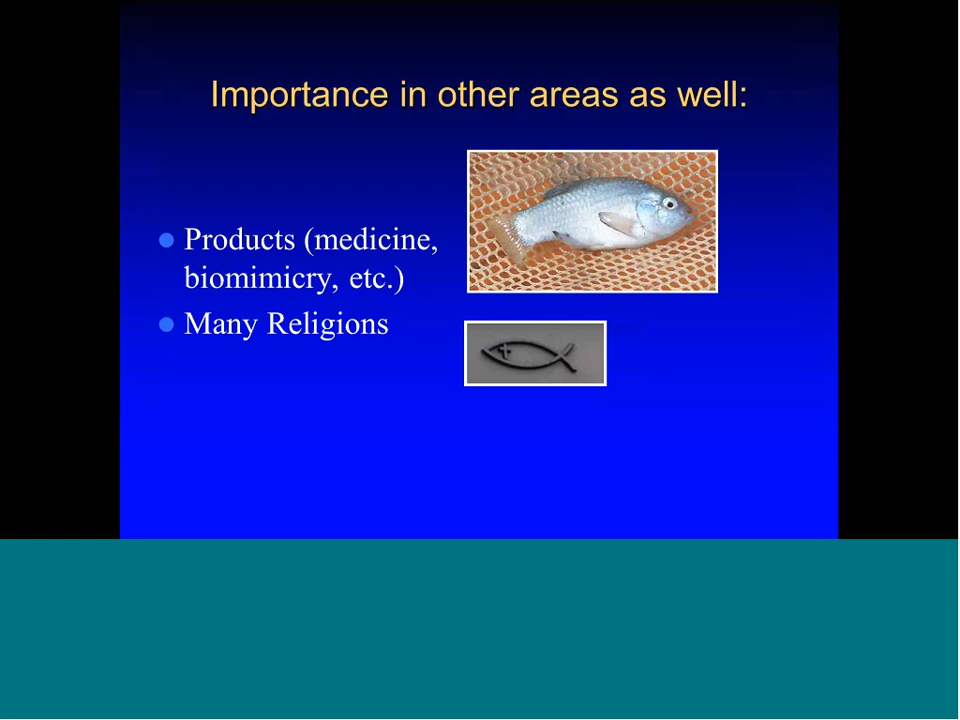 Importance in other areas as well:
Products (medicine,
biomimicry, etc.)
Many Religions